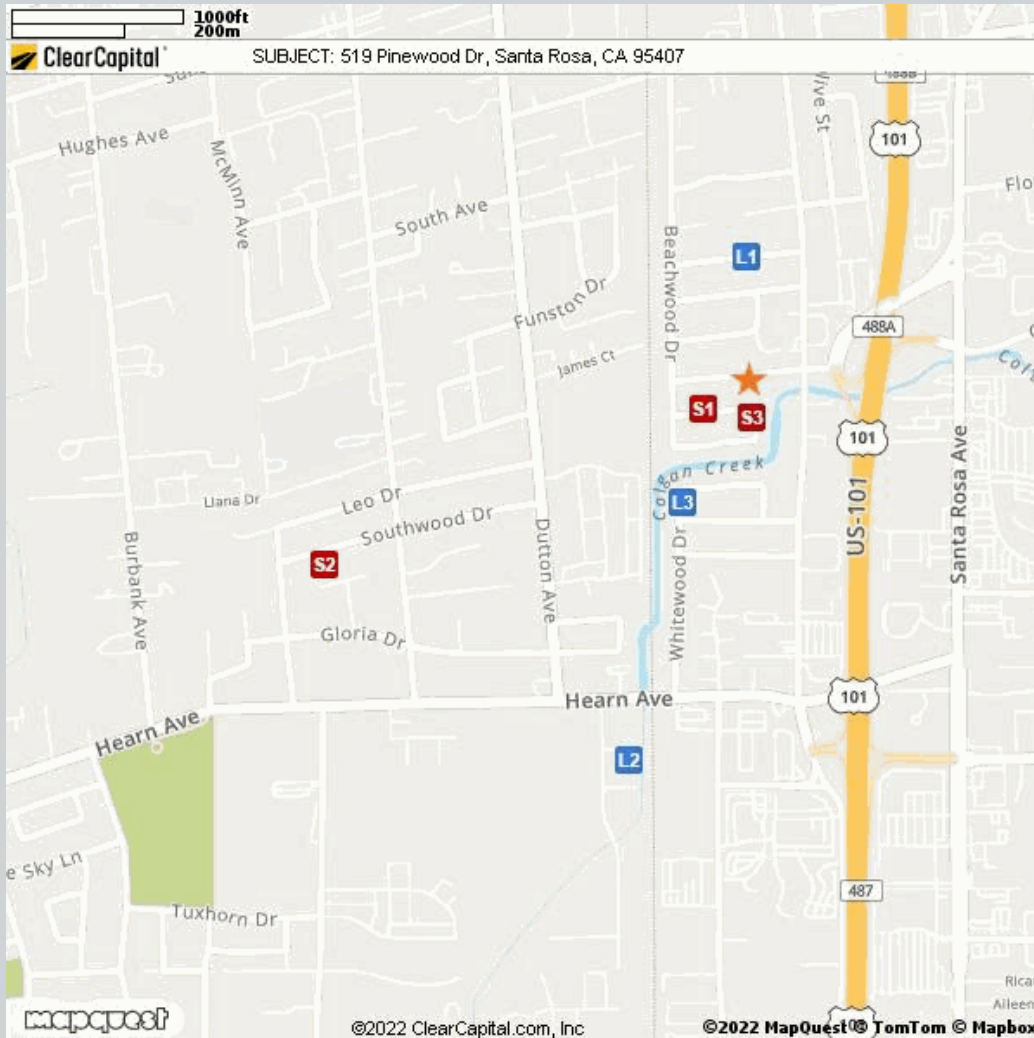 1000ft
200m
ClearCapital
SUBJECT: 519 Pinewood Dr, Santa Rosa, CA 95407
Hughes Ave
McMinn Ave
South Ave
Funston Dr
James Ct
Beachwood Dr
101
L1
488A
S1
S3
Colgan Creek
101
L3
Llana Dr
Leo Dr
Southwood Dr
S2
Burbank Ave
Gloria Dr
Dutton Ave
Whitewood Dr
US-101
Santa Rosa Ave
Hearn Ave
101
Hearn Ave
L2
e Sky Ln
Tuxhorn Dr
487
Aileen
mapquest
©2022 ClearCapital.com, Inc
©2022 MapQuest © TomTom © Mapbox